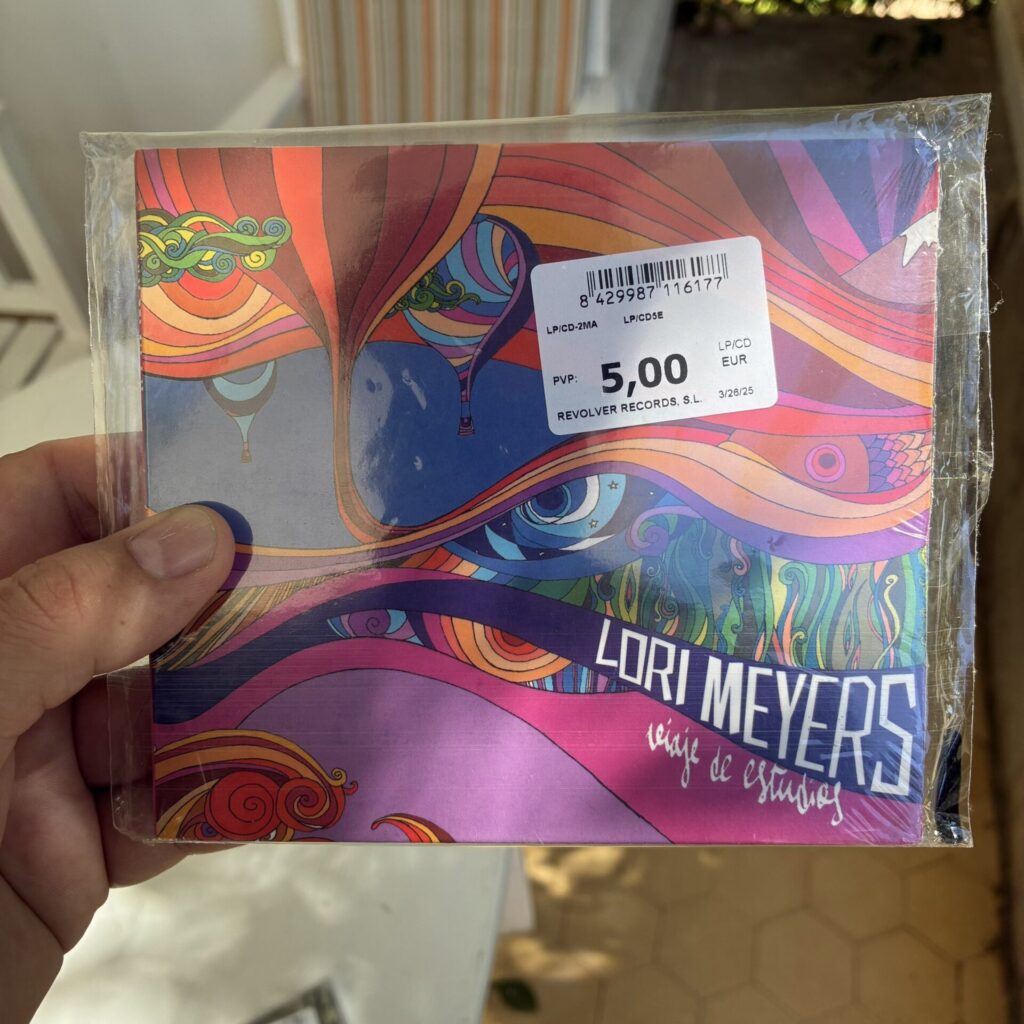 8 429987 116177
LP/CD-2MA LP/CD5E
LP/CD
PVP: 5,00 EUR
REVOLVER RECORDS, S.L. 3/26/25
LORI MEYERS
viaje de estudios